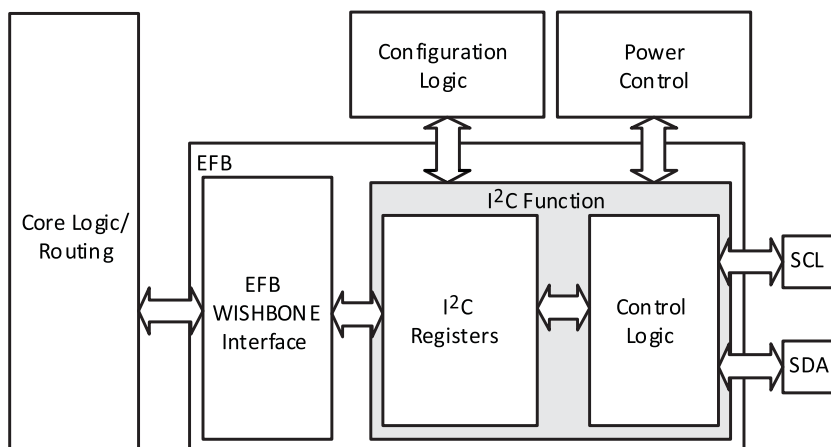 Configuration
Logic
Power
Control
EFB
I²C Function
Core Logic/
Routing
EFB
WISHBONE
Interface
I²C
Registers
Control
Logic
SCL
SDA